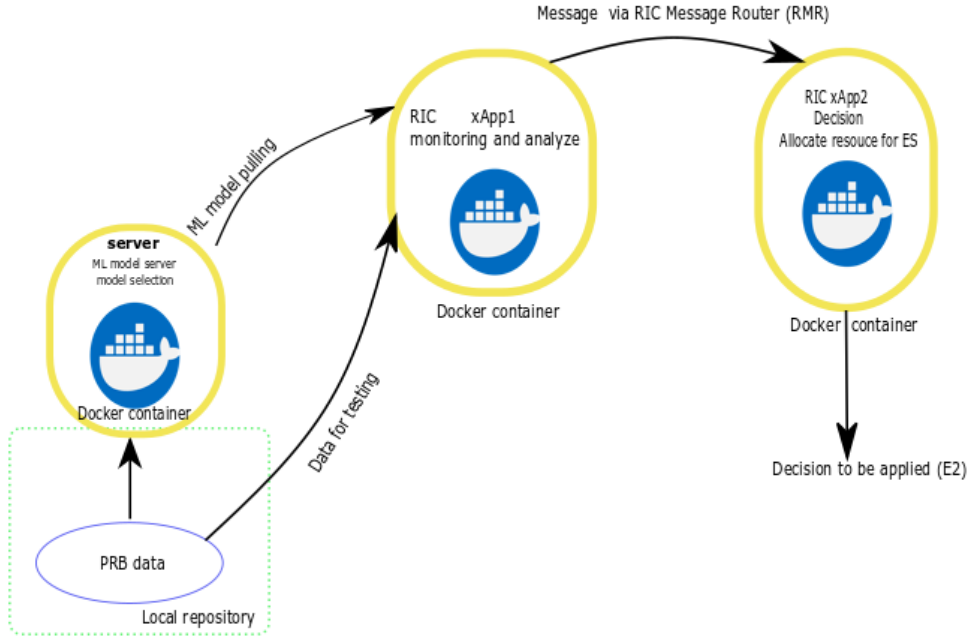 Message via RIC Message Router (RMR)
RIC xApp1
monitoring and analyze
Docker container
RIC xApp2
Decision
Allocate resouce for ES
Docker container
Decision to be applied (E2)
ML model pulling
server
ML model server
model selection
Docker container
Data for testing
PRB data
Local repository